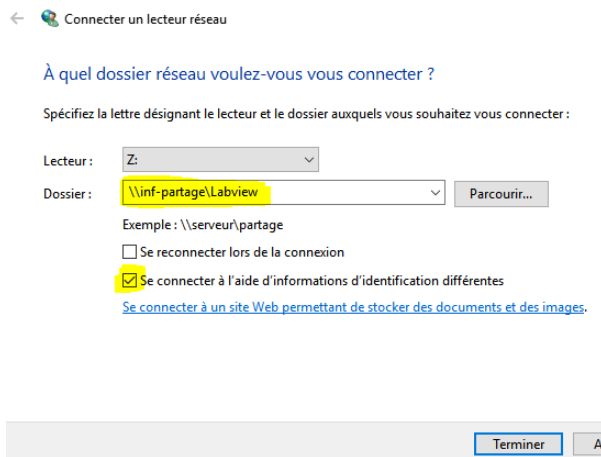 Connecter un lecteur réseau
À quel dossier réseau voulez-vous vous connecter ?
Spécifiez la lettre désignant le lecteur et le dossier auxquels vous souhaitez vous connecter :
Lecteur : Z:
Dossier : \\inf-partage\Labview Parcourir...
Exemple : \\serveur\partage
Se reconnecter lors de la connexion
Se connecter à l'aide d'informations d'identification différentes
Se connecter à un site Web permettant de stocker des documents et des images.
Terminer A